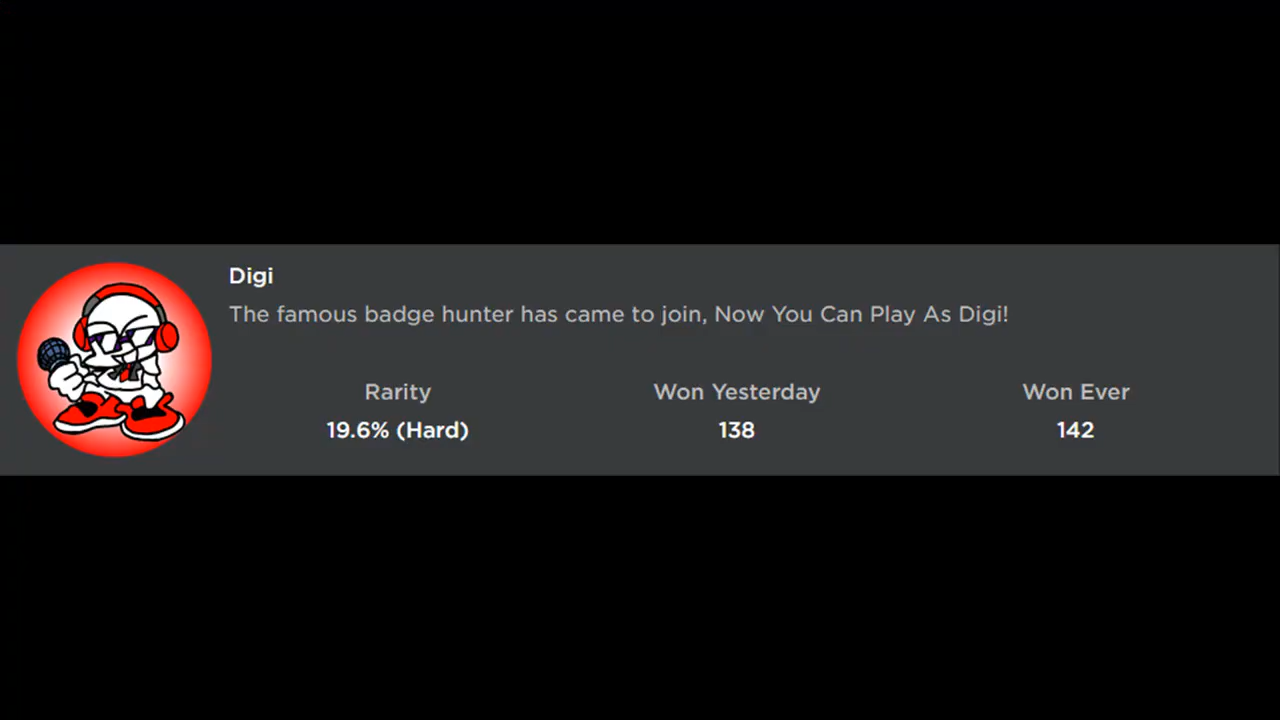 Digi
The famous badge hunter has came to join, Now You Can Play As Digi!
Rarity Won Yesterday Won Ever
19.6% (Hard) 138 142